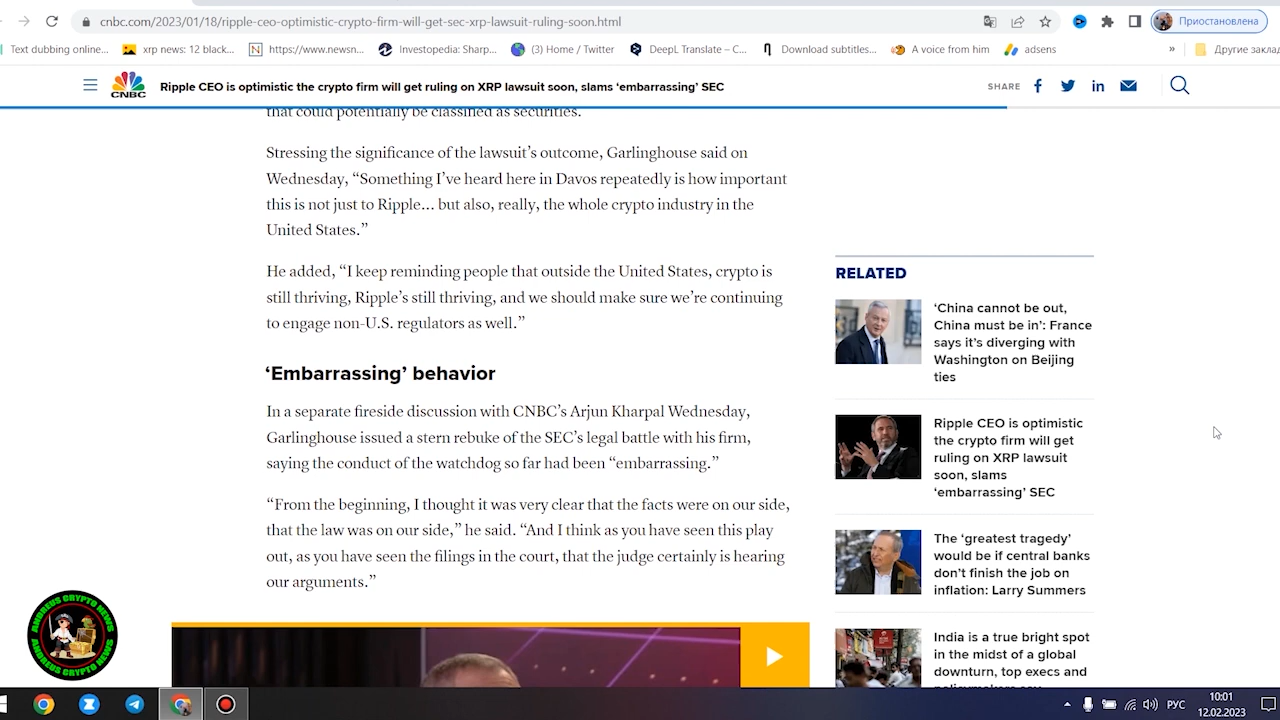 cnbc.com/2023/01/18/ripple-ceo-optimistic-crypto-firm-will-get-sec-xrp-lawsuit-ruling-soon.html
Приостановлена
Text dubbing online...
xrp news: 12 black...
https://www.newsn...
Investopedia: Sharp...
(3) Home / Twitter
DeepL Translate – C...
Download subtitles...
A voice from him
adsens
»
Другие заклад
CNBC
Ripple CEO is optimistic the crypto firm will get ruling on XRP lawsuit soon, slams ‘embarrassing’ SEC
SHARE
that could potentially be classified as securities.
Stressing the significance of the lawsuit’s outcome, Garlinghouse said on
Wednesday, “Something I’ve heard here in Davos repeatedly is how important
this is not just to Ripple… but also, really, the whole crypto industry in the
United States.”
He added, “I keep reminding people that outside the United States, crypto is
still thriving, Ripple’s still thriving, and we should make sure we’re continuing
to engage non-U.S. regulators as well.”
‘Embarrassing’ behavior
In a separate fireside discussion with CNBC’s Arjun Kharpal Wednesday,
Garlinghouse issued a stern rebuke of the SEC’s legal battle with his firm,
saying the conduct of the watchdog so far had been “embarrassing.”
“From the beginning, I thought it was very clear that the facts were on our side,
that the law was on our side,” he said. “And I think as you have seen this play
out, as you have seen the filings in the court, that the judge certainly is hearing
our arguments.”
RELATED
‘China cannot be out,
China must be in’: France
says it’s diverging with
Washington on Beijing
ties
Ripple CEO is optimistic
the crypto firm will get
ruling on XRP lawsuit
soon, slams
‘embarrassing’ SEC
The ‘greatest tragedy’
would be if central banks
don’t finish the job on
inflation: Larry Summers
India is a true bright spot
in the midst of a global
downturn, top execs and
ANDREUS CRYPTO NEWS
ANDREUS CRYPTO NEWS
РУС
10:01
12.02.2023